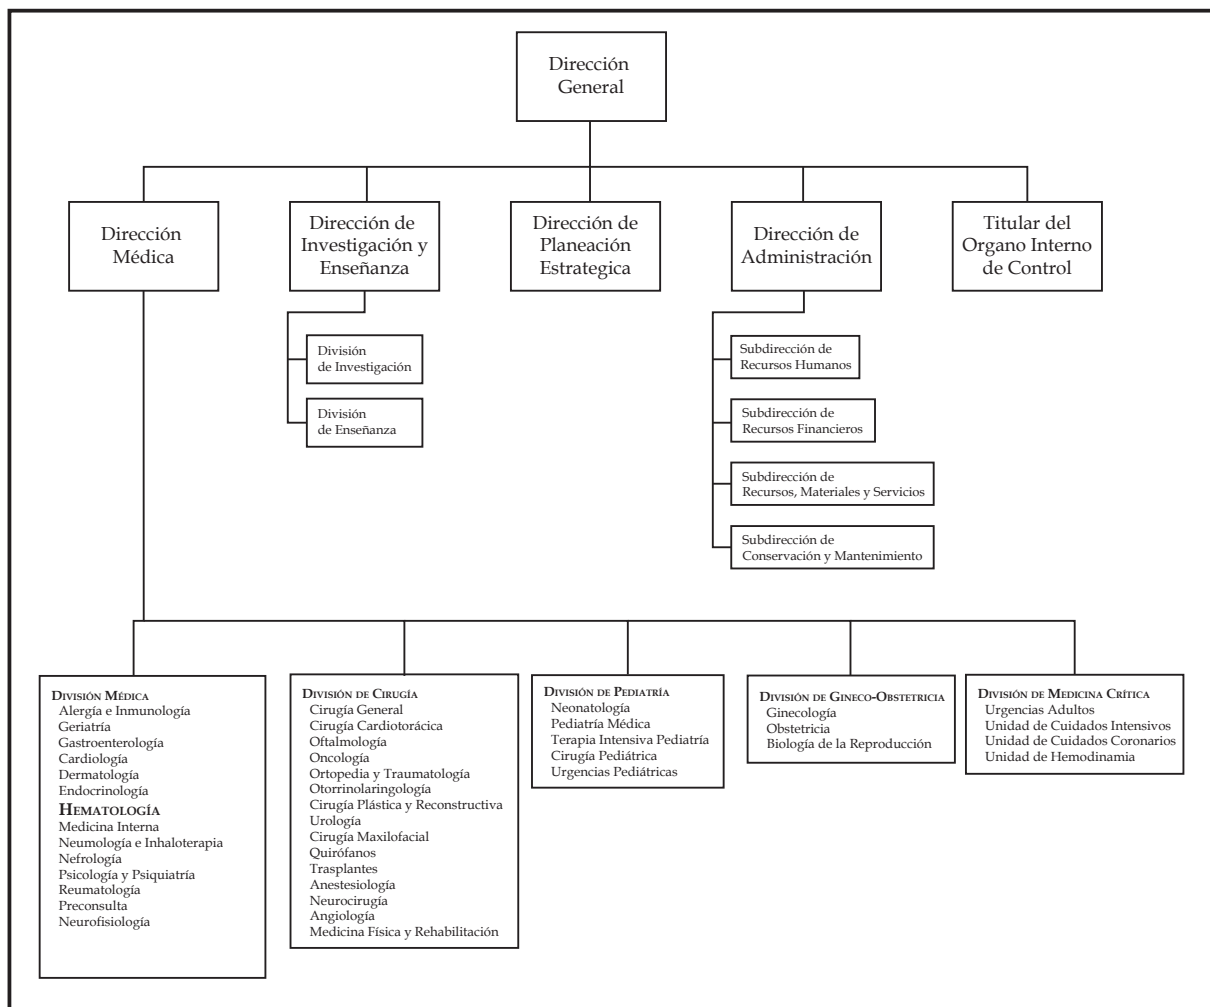 Dirección
General
Dirección
Médica
Dirección de
Investigación y
Enseñanza
Dirección de
Planeación
Estrategica
Dirección de
Administración
Titular del
Organo Interno
de Control
División
de Investigación
División
de Enseñanza
Subdirección de
Recursos Humanos
Subdirección de
Recursos Financieros
Subdirección de
Recursos, Materiales y Servicios
Subdirección de
Conservación y Mantenimiento
División Médica
Alergía e Inmunología
Geriatría
Gastroenterología
Cardiología
Dermatología
Endocrinología
Hematología
Medicina Interna
Neumología e Inhaloterapia
Nefrología
Psicología y Psiquiatría
Reumatología
Preconsulta
Neurofisiología
División de Cirugía
Cirugía General
Cirugía Cardiotorácica
Oftalmología
Oncología
Ortopedia y Traumatología
Otorrinolaringología
Cirugía Plástica y Reconstructiva
Urología
Cirugía Maxilofacial
Quirófanos
Trasplantes
Anestesiología
Neurocirugía
Angiología
Medicina Física y Rehabilitación
División de Pediatría
Neonatología
Pediatría Médica
Terapia Intensiva Pediatría
Cirugía Pediátrica
Urgencias Pediátricas
División de Gineco-Obstetricia
Ginecología
Obstetricia
Biología de la Reproducción
División de Medicina Crítica
Urgencias Adultos
Unidad de Cuidados Intensivos
Unidad de Cuidados Coronarios
Unidad de Hemodinamia